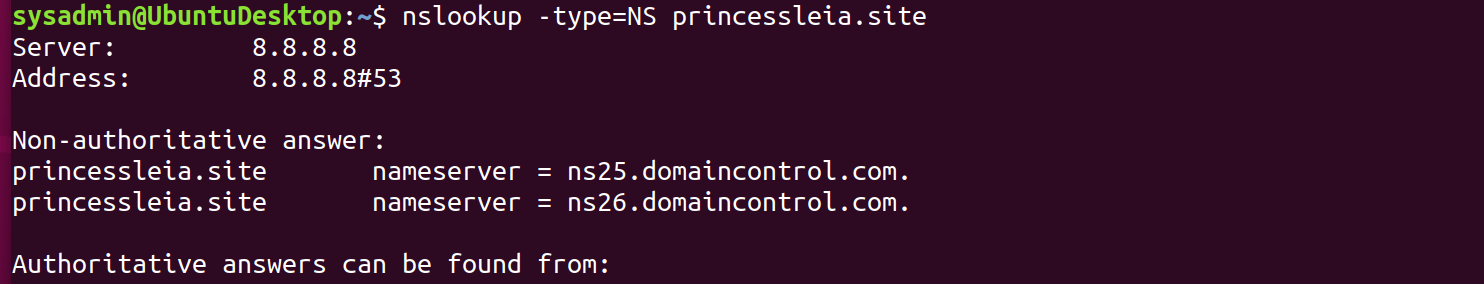 sysadmin@UbuntuDesktop:~$ nslookup -type=NS princessleia.site
Server:         8.8.8.8
Address:        8.8.8.8#53

Non-authoritative answer:
princessleia.site       nameserver = ns25.domaincontrol.com.
princessleia.site       nameserver = ns26.domaincontrol.com.

Authoritative answers can be found from: